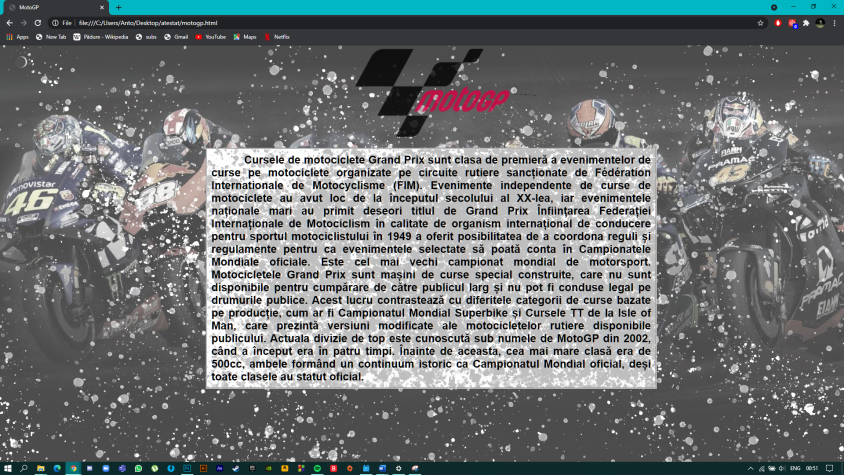 MotoGP
File | file:///C:/Users/Anto/Desktop/atestat/motogp.html
Apps New Tab Pădure - Wikipedia subs Gmail YouTube Maps Netflix
motoGP
Cursele de motociclete Grand Prix sunt clasa de premieră a evenimentelor de
curse pe motociclete organizate pe circuite rutiere sancționate de Fédération
Internationale de Motocyclisme (FIM). Evenimente independente de curse de
motociclete au avut loc de la începutul secolului al XX-lea, iar evenimentele
naționale mari au primit deseori titlul de Grand Prix Înființarea Federației
Internaționale de Motociclism în calitate de organism internațional de conducere
pentru sportul motociclistului în 1949 a oferit posibilitatea de a coordona reguli și
regulamente pentru ca evenimentele selectate să poată conta în Campionatele
Mondiale oficiale. Este cel mai vechi campionat mondial de motorsport.
Motocicletele Grand Prix sunt mașini de curse special construite, care nu sunt
disponibile pentru cumpărare de către publicul larg și nu pot fi conduse legal pe
drumurile publice. Acest lucru contrastează cu diferitele categorii de curse bazate
pe producție, cum ar fi Campionatul Mondial Superbike și Cursele TT de la Isle of
Man, care prezintă versiuni modificate ale motocicletelor rutiere disponibile
publicului. Actuala divizie de top este cunoscută sub numele de MotoGP din 2002,
când a început era în patru timpi. Înainte de aceasta, cea mai mare clasă era de
500cc, ambele formând un continuum istoric ca Campionatul Mondial oficial, deși
toate clasele au statut oficial.
movistar
46
43
PRAMAC
ENG 00:51